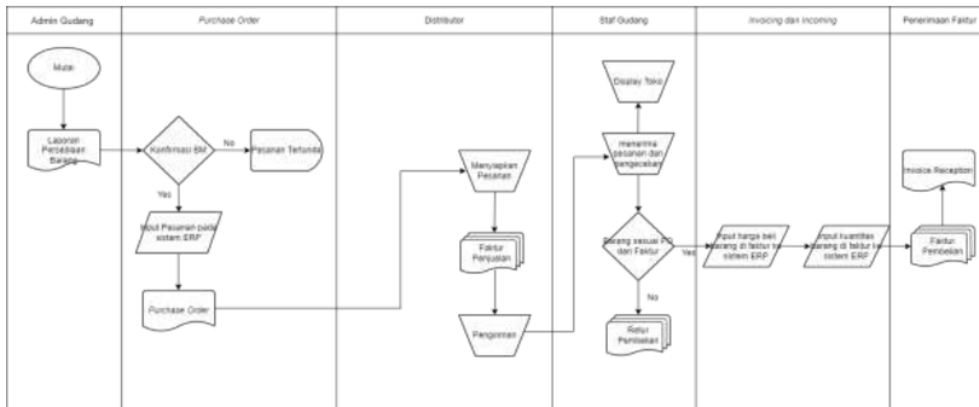 Admin Gudang
Purchase Order
Distributor
Staf Gudang
Invoicing dan Incoming
Penerimaan Faktur
Mulai
Laporan
Persediaan
Barang
Konfirmasi BM
No
Pesanan Tertunda
Yes
Input Pesanan pada
sistem ERP
Purchase Order
Menyiapkan
Pesanan
Faktur
Penjualan
Pengiriman
Display Toko
menerima
pesanan dan
pengecekan
Barang sesuai PO
dan Faktur
Yes
No
Retur
Pembelian
Input harga beli
barang di faktur ke
sistem ERP
Input kuantitas
barang di faktur ke
sistem ERP
Faktur
Pembelian
Invoice Reception